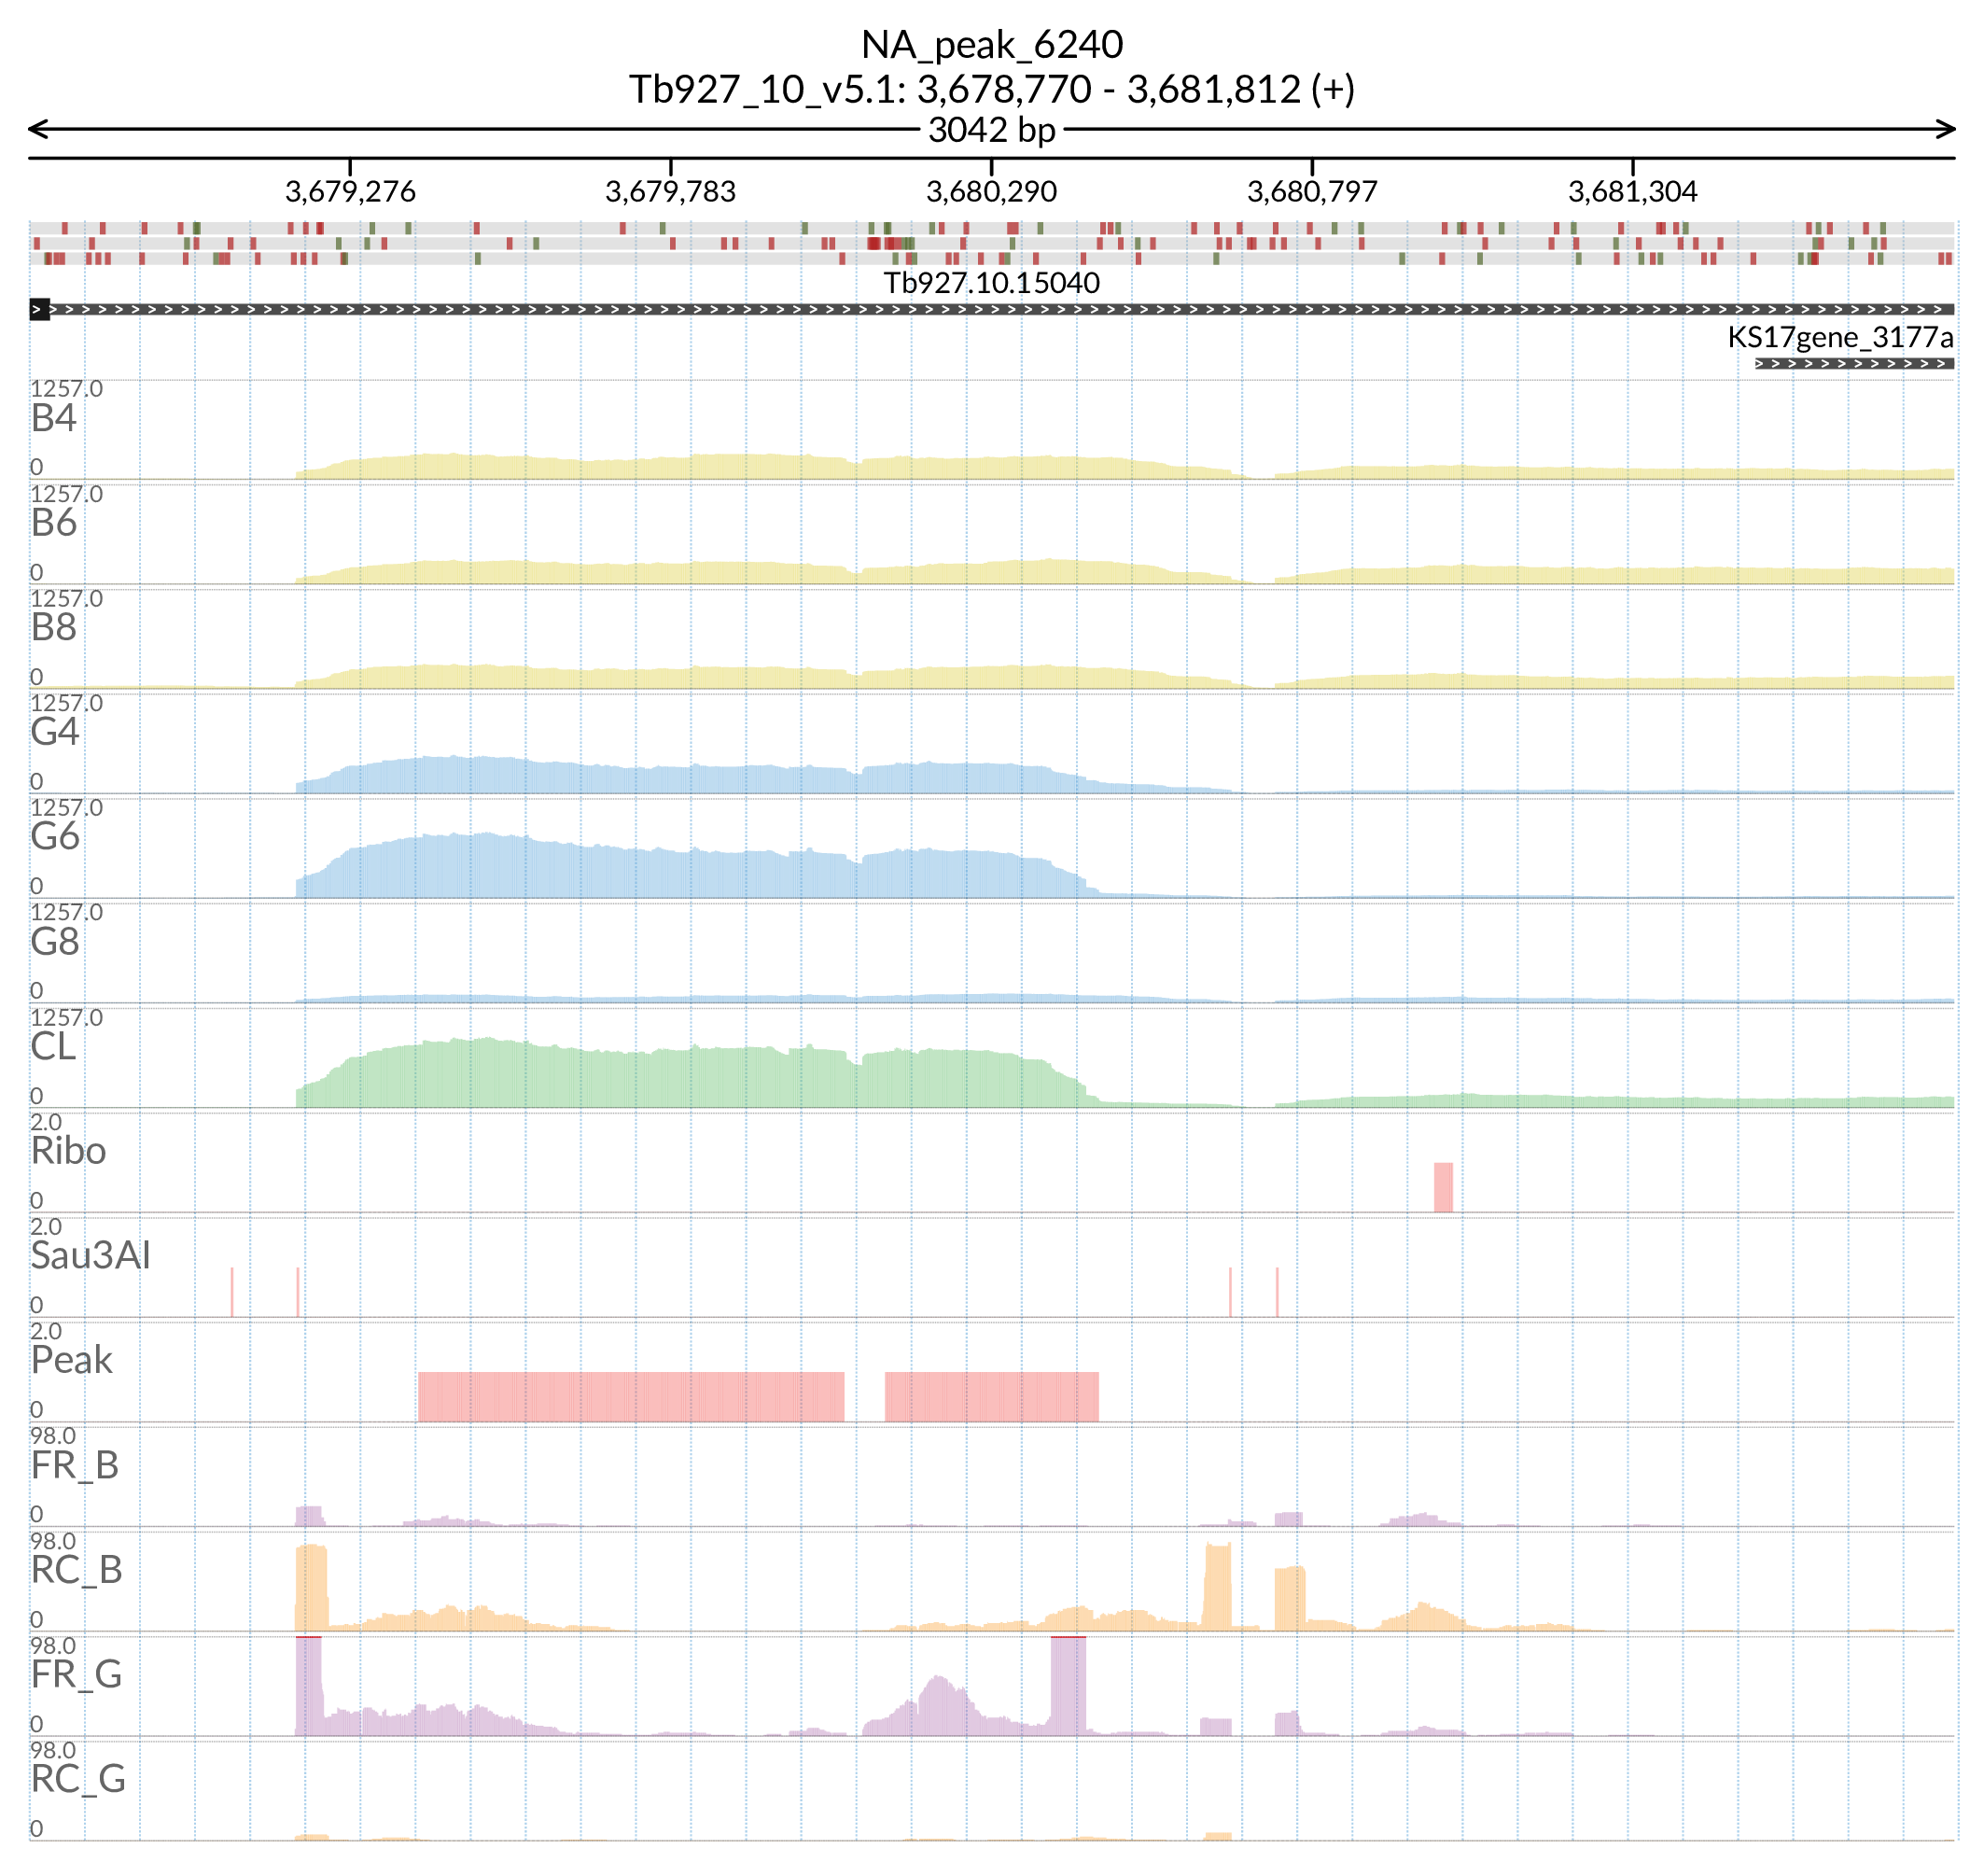 NA_peak_6240
Tb927_10_v5.1: 3,678,770 - 3,681,812 (+)
3042 bp
3,679,276 3,679,783 3,680,290 3,680,797 3,681,304
Tb927.10.15040
KS17gene_3177a
1257.0
B4
0
1257.0
B6
0
1257.0
B8
0
1257.0
G4
0
1257.0
G6
0
1257.0
G8
0
1257.0
CL
0
2.0
Ribo
0
2.0
Sau3AI
0
2.0
Peak
0
98.0
FR_B
0
98.0
RC_B
0
98.0
FR_G
0
98.0
RC_G
0